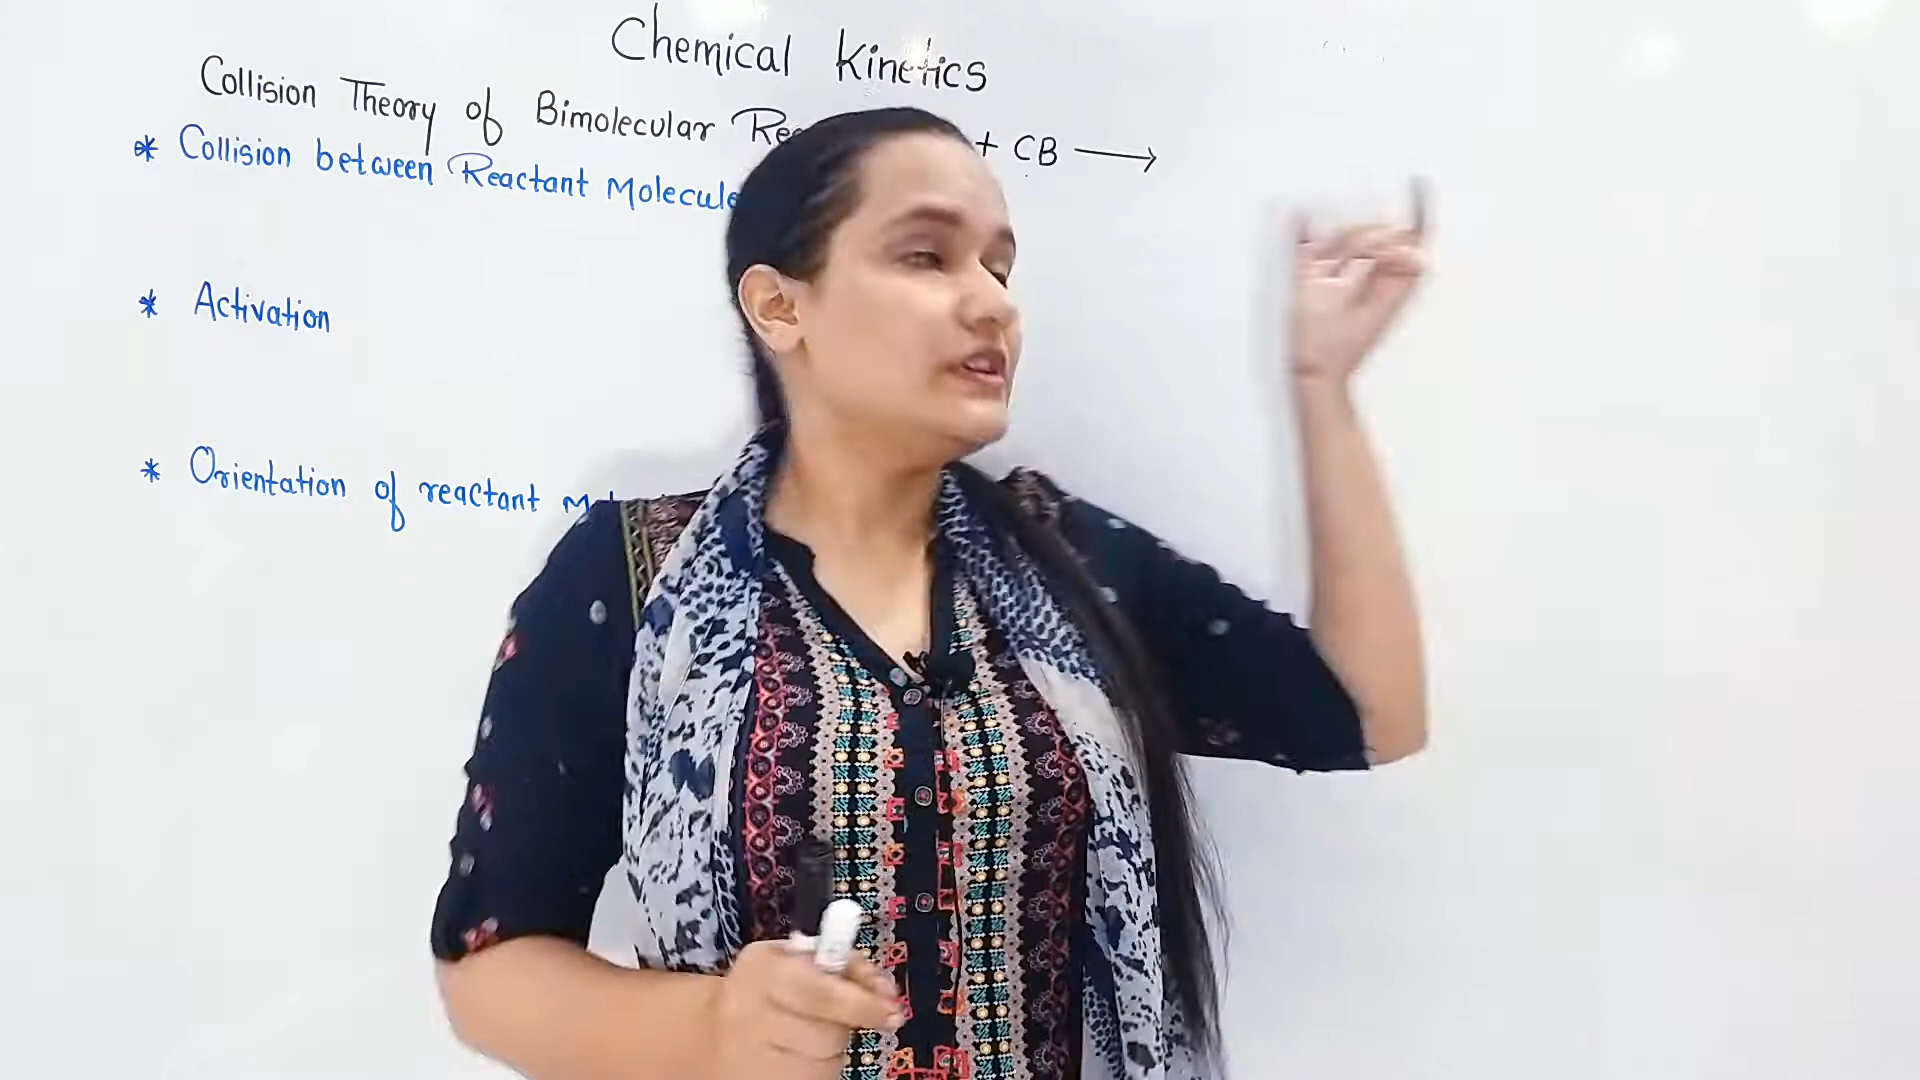 Chemical Kinetics
Collision Theory of Bimolecular
+ CB ⟶
* Collision between Reactant
* Activation
* Orientation of reactant